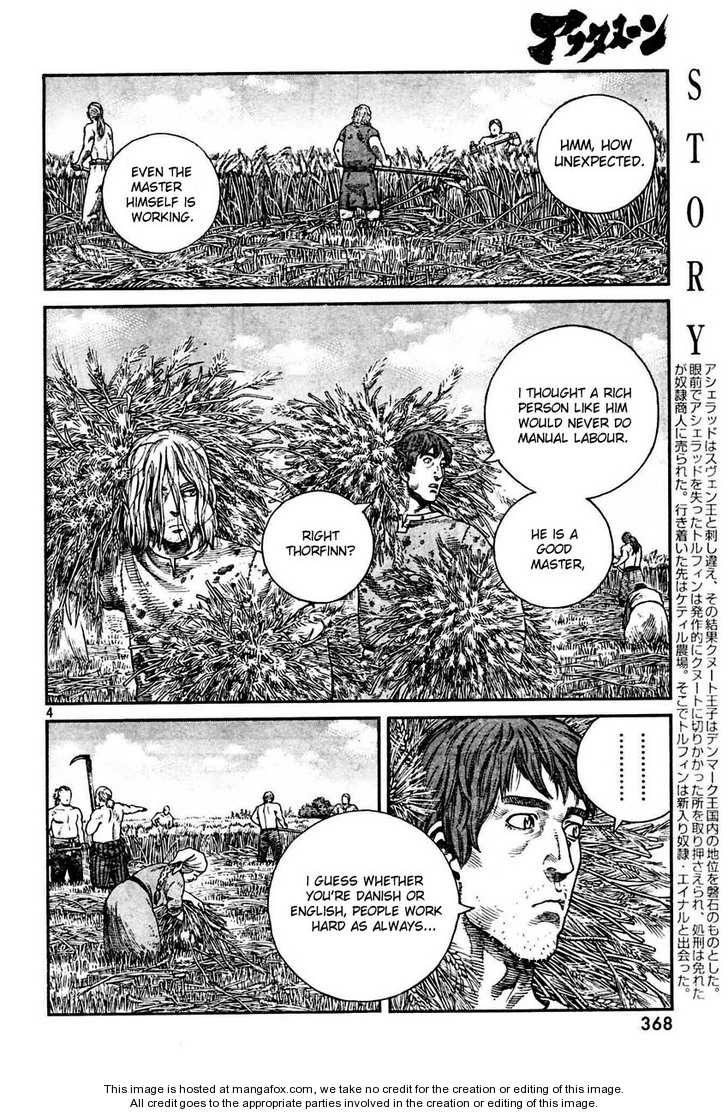 アフタヌーン
STORY
アシェラッドはスヴェン王と刺し違え、その結果クヌート王子はデンマーク王国内の地位を磐石のものとした。
眼前でアシェラッドを失ったトルフィンは発作的にクヌートに切りかかった所を取り押さえられ、処刑は免れた
が奴隷商人に売られた。行き着いた先はケティル農場。そこでトルフィンは新入り奴隷・エイナルと出会った。
HMM, HOW
UNEXPECTED.
EVEN THE
MASTER
HIMSELF IS
WORKING.
I THOUGHT A RICH
PERSON LIKE HIM
WOULD NEVER DO
MANUAL LABOUR.
HE IS A
GOOD
MASTER,
RIGHT
THORFINN?
4
………
………
I GUESS WHETHER
YOU'RE DANISH OR
ENGLISH, PEOPLE WORK
HARD AS ALWAYS...
368
This image is hosted at mangafox.com, we take no credit for the creation or editing of this image.
All credit goes to the appropriate parties involved in the creation or editing of this image.